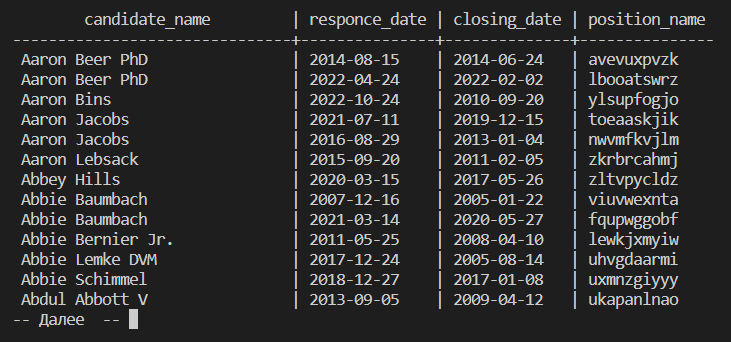 candidate_name | responce_date | closing_date | position_name
------------------------------+---------------+--------------+---------------
Aaron Beer PhD | 2014-08-15 | 2014-06-24 | avevuxpvzk
Aaron Beer PhD | 2022-04-24 | 2022-02-02 | lbooatswrz
Aaron Bins | 2022-10-24 | 2010-09-20 | ylsupfogjo
Aaron Jacobs | 2021-07-11 | 2019-12-15 | toeaaskjik
Aaron Jacobs | 2016-08-29 | 2013-01-04 | nwvmfkvjlm
Aaron Lebsack | 2015-09-20 | 2011-02-05 | zkrbrcahmj
Abbey Hills | 2020-03-15 | 2017-05-26 | zltvpycldz
Abbie Baumbach | 2007-12-16 | 2005-01-22 | viuvwexnta
Abbie Baumbach | 2021-03-14 | 2020-05-27 | fqupwggobf
Abbie Bernier Jr. | 2011-05-25 | 2008-04-10 | lewkjxmyiw
Abbie Lemke DVM | 2017-12-24 | 2005-08-14 | uhvgdaarmi
Abbie Schimmel | 2018-12-27 | 2017-01-08 | uxmnzgiyyy
Abdul Abbott V | 2013-09-05 | 2009-04-12 | ukapanlnao
-- Далее --